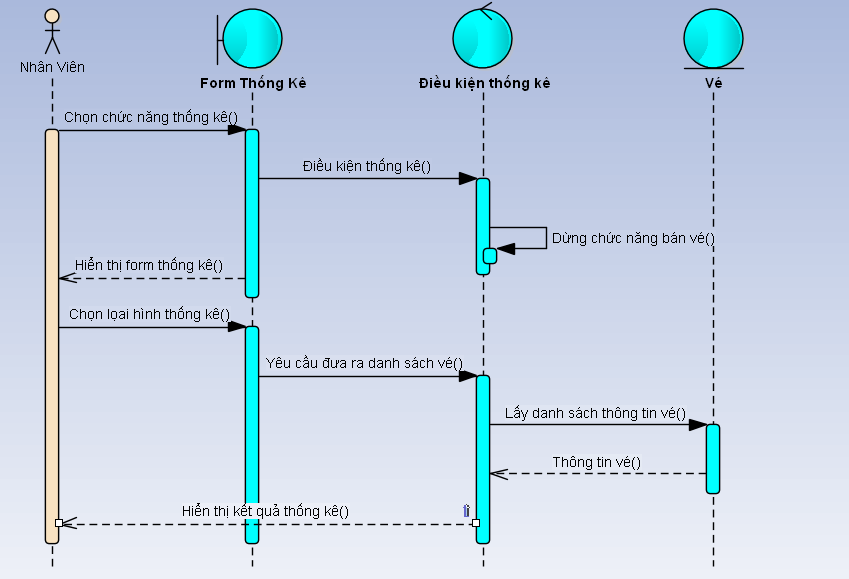 Nhân Viên
Form Thống Kê
Điều kiện thống kê
Vé
Chọn chức năng thống kê()
Điều kiện thống kê()
Dừng chức năng bán vé()
Hiển thị form thống kê()
Chọn lọai hình thống kê()
Yêu cầu đưa ra danh sách vé()
Lấy danh sách thông tin vé()
Thông tin vé()
Hiển thị kết quả thống kê()